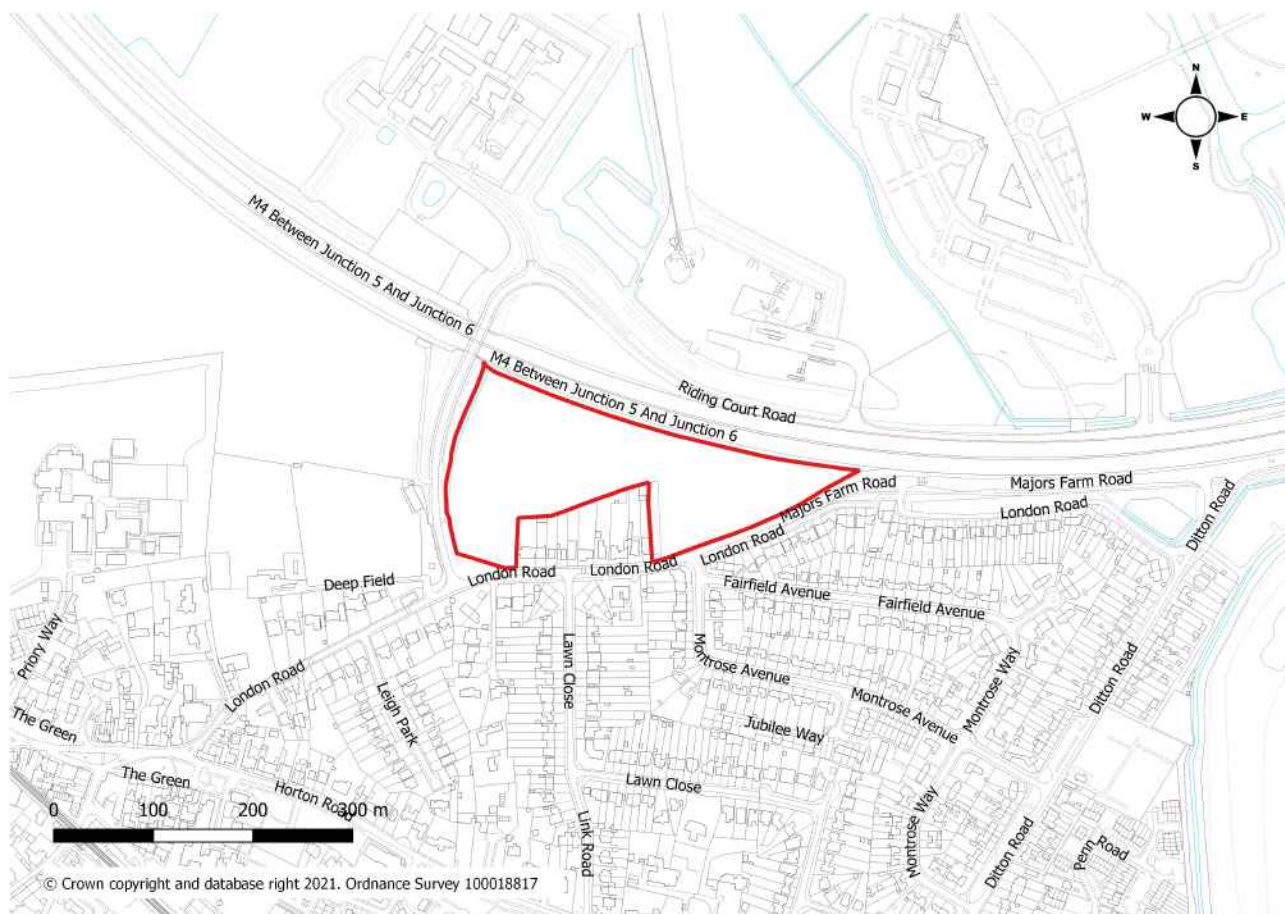 N
W
E
S
M4 Between Junction 5 And Junction 6
M4 Between Junction 5 And Junction 6
Riding Court Road
Majors Farm Road
Majors Farm Road
London Road
Ditton Road
London Road
London Road
London Road
Deep Field
Fairfield Avenue
Fairfield Avenue
Priory Way
London Road
Lawn Close
Montrose Avenue
Montrose Way
Ditton Road
Leigh Park
Montrose Avenue
Jubilee Way
The Green
The Green
Horton Road
Lawn Close
Link Road
Montrose Way
Ditton Road
Penn Road
0 100 200 300 m
© Crown copyright and database right 2021. Ordnance Survey 100018817